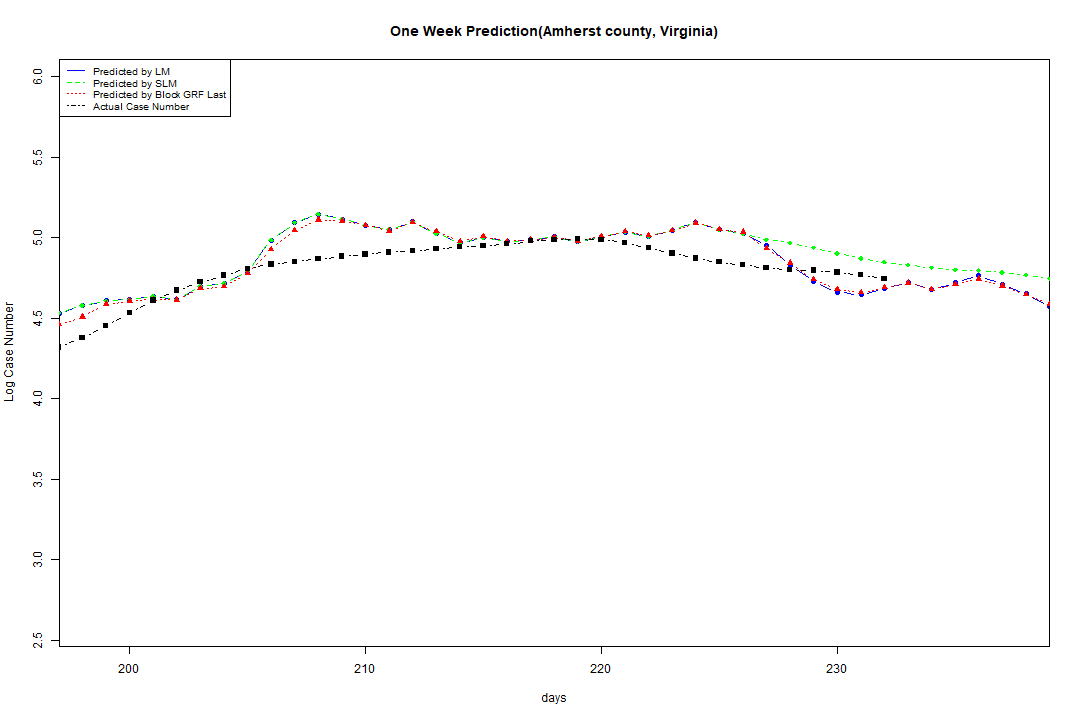 One Week Prediction(Amherst county, Virginia)
Predicted by LM
Predicted by SLM
Predicted by Block GRF Last
Actual Case Number
6.0
5.5
5.0
4.5
4.0
3.5
3.0
2.5
Log Case Number
200
210
220
230
days